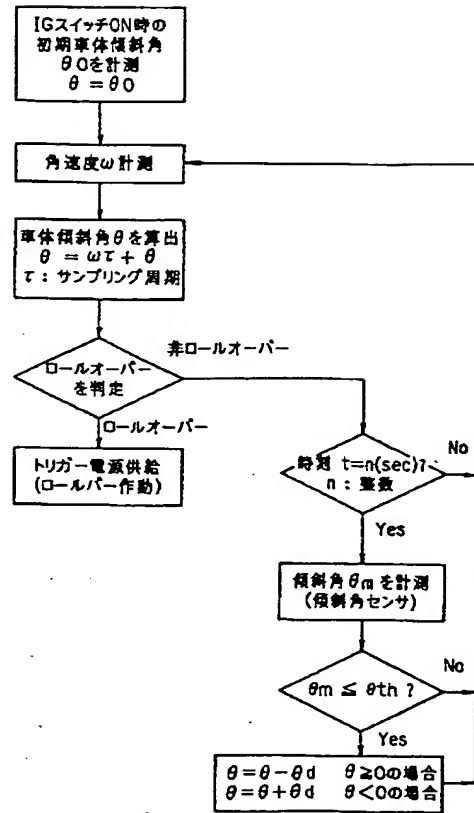 IGスイッチON時の
初期車体傾斜角
θ0を計測
θ = θ0
角速度ω計測
車体傾斜角θを算出
θ = ωτ + θ
τ : サンプリング周期
ロールオーバー
を判定
非ロールオーバー
ロールオーバー
トリガー電源供給
(ロールバー作動)
時刻 t=n(sec)?
n : 整数
No
Yes
傾斜角θmを計測
(傾斜角センサ)
θm ≦ θth ?
No
Yes
θ=θ-θd θ≧0の場合
θ=θ+θd θ<0の場合